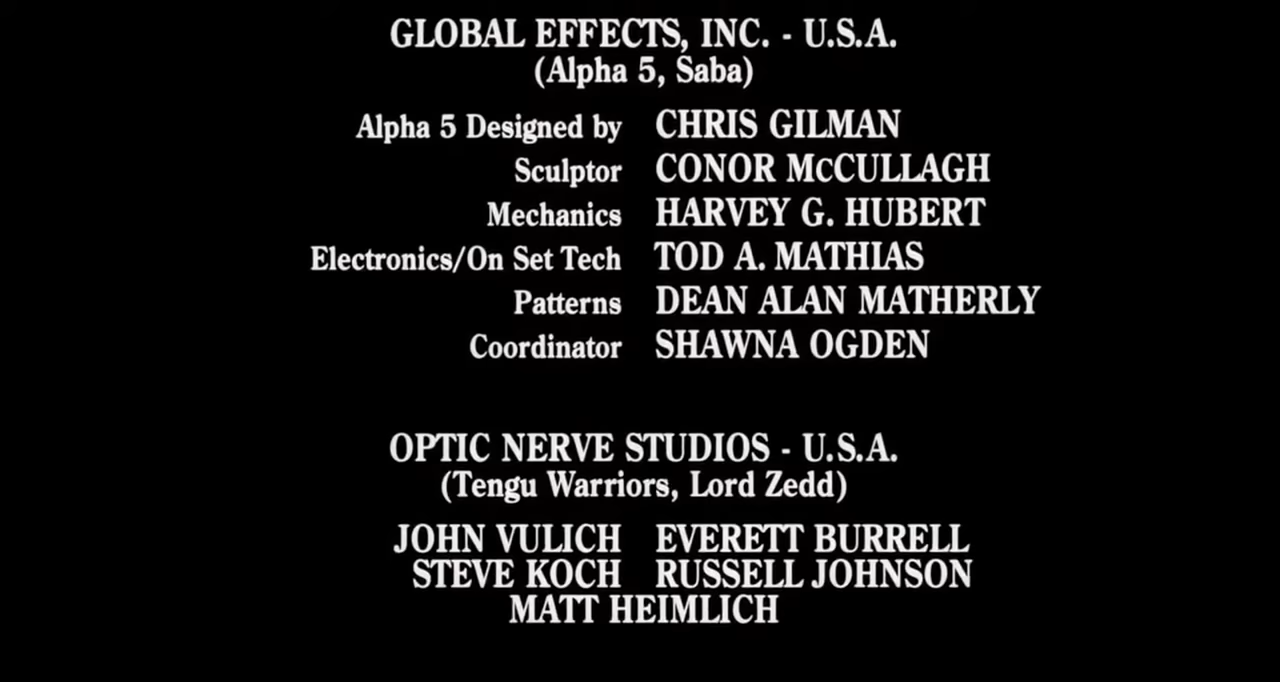 GLOBAL EFFECTS, INC. - U.S.A.
(Alpha 5, Saba)
Alpha 5 Designed by CHRIS GILMAN
Sculptor CONOR McCULLAGH
Mechanics HARVEY G. HUBERT
Electronics/On Set Tech TOD A. MATHIAS
Patterns DEAN ALAN MATHERLY
Coordinator SHAWNA OGDEN
OPTIC NERVE STUDIOS - U.S.A.
(Tengu Warriors, Lord Zedd)
JOHN VULICH EVERETT BURRELL
STEVE KOCH RUSSELL JOHNSON
MATT HEIMLICH